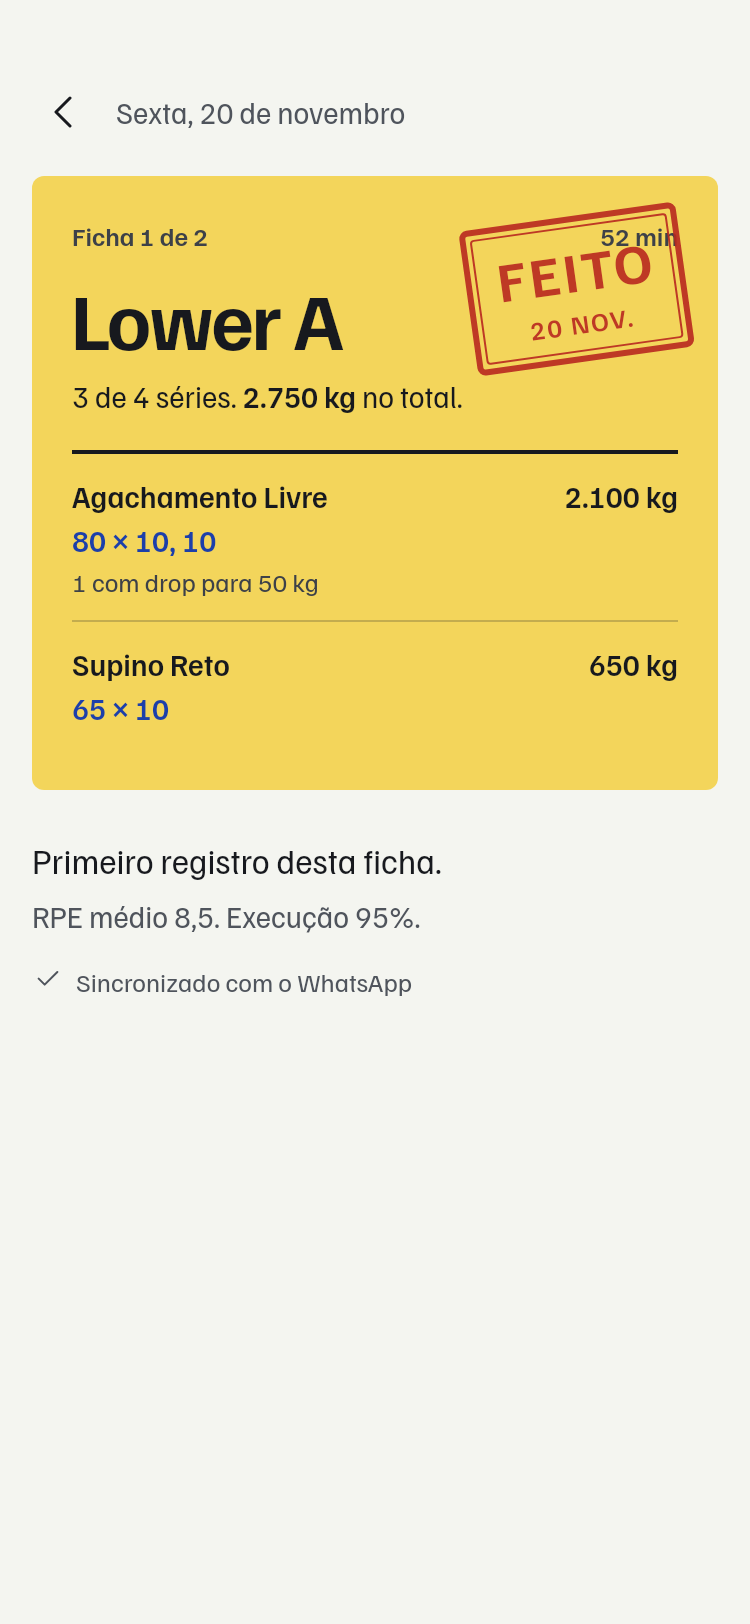 Sexta, 20 de novembro
Ficha 1 de 2
52 min
FEITO
20 NOV.
Lower A
3 de 4 séries. 2.750 kg no total.
Agachamento Livre
2.100 kg
80 × 10, 10
1 com drop para 50 kg
Supino Reto
650 kg
65 × 10
Primeiro registro desta ficha.
RPE médio 8,5. Execução 95%.
Sincronizado com o WhatsApp